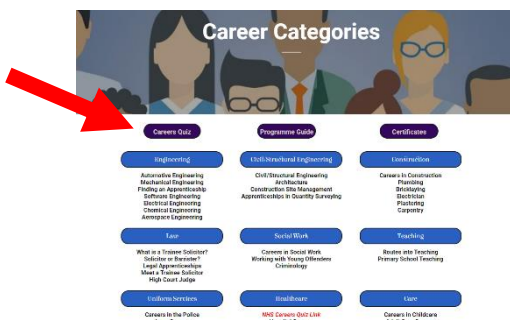 Career Categories
Careers Quiz
Programme Guide
Certificates
Engineering
Automotive Engineering
Mechanical Engineering
Finding an Apprenticeship
Software Engineering
Electrical Engineering
Chemical Engineering
Aerospace Engineering
Civil/Structural Engineering
Civil/Structural Engineering
Architecture
Construction Site Management
Apprenticeships in Quantity Surveying
Construction
Careers in Construction
Plumbing
Bricklaying
Electrician
Plastering
Carpentry
Law
What is a Trainee Solicitor?
Solicitor or Barrister?
Legal Apprenticeships
Meet a Trainee Solicitor
High Court Judge
Social Work
Careers in Social Work
Working with Young Offenders
Criminology
Teaching
Routes into Teaching
Primary School Teaching
Uniform Services
Careers in the Police
Healthcare
NHS Careers Quiz Link
Care
Careers in Childcare